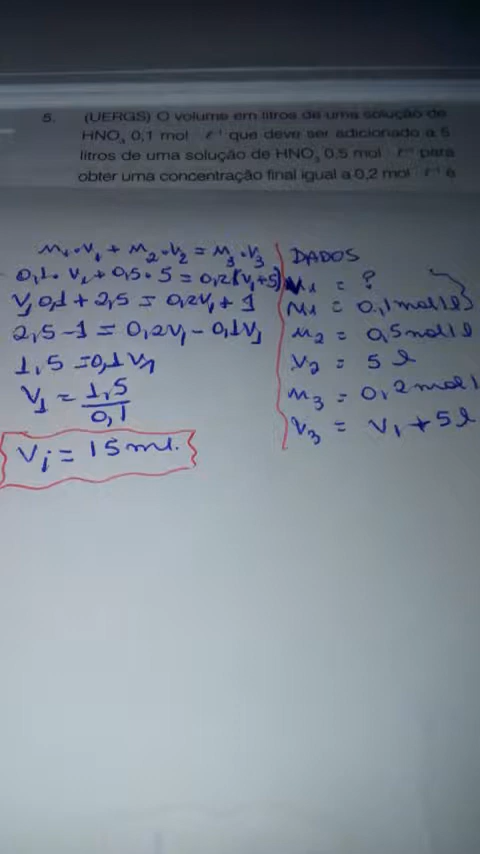 5. (UERGS) O volume em litros de uma solução de
HNO₃ 0,1 mol · ℓ⁻¹ que deve ser adicionado a 5
litros de uma solução de HNO₃ 0,5 mol · ℓ⁻¹ para
obter uma concentração final igual a 0,2 mol · ℓ⁻¹ é
M₁·V₁ + M₂·V₂ = M₃·V₃
0,1·V₁ + 0,5·5 = 0,2(V₁+5)
V₁0,1 + 2,5 = 0,2V₁ + 1
2,5 - 1 = 0,2V₁ - 0,1V₁
1,5 = 0,1V₁
V₁ = 1,5/0,1
V₁ = 15 ml.
DADOS
M₁ = ?
M₁ = 0,1 mol/l
M₂ = 0,5 mol/l
V₂ = 5 l
M₃ = 0,2 mol/
V₃ = V₁ + 5 l